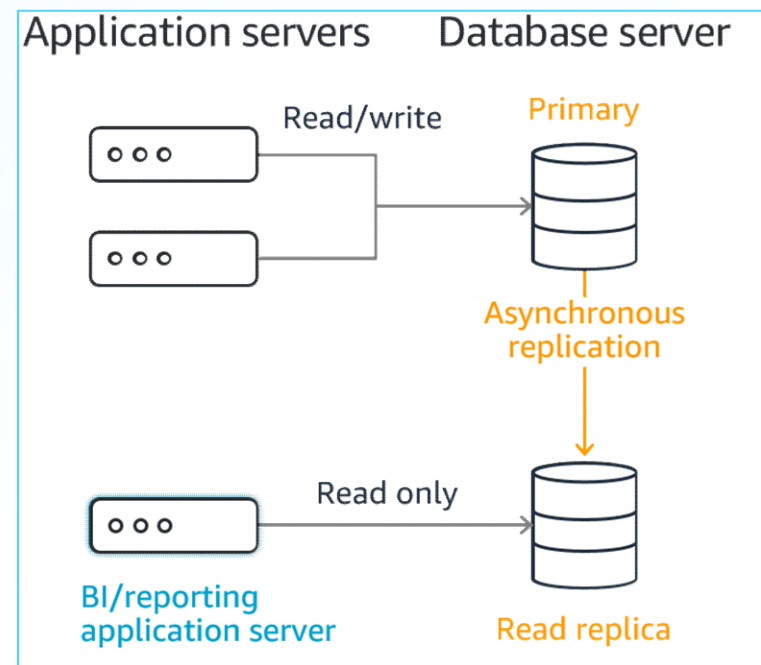 Application servers
Database server
Read/write
Primary
Asynchronous
replication
Read only
BI/reporting
application server
Read replica